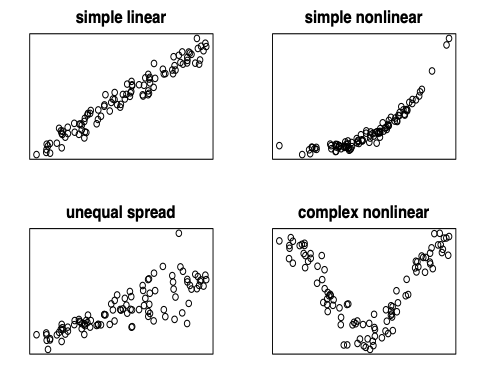 simple linear
simple nonlinear
unequal spread
complex nonlinear